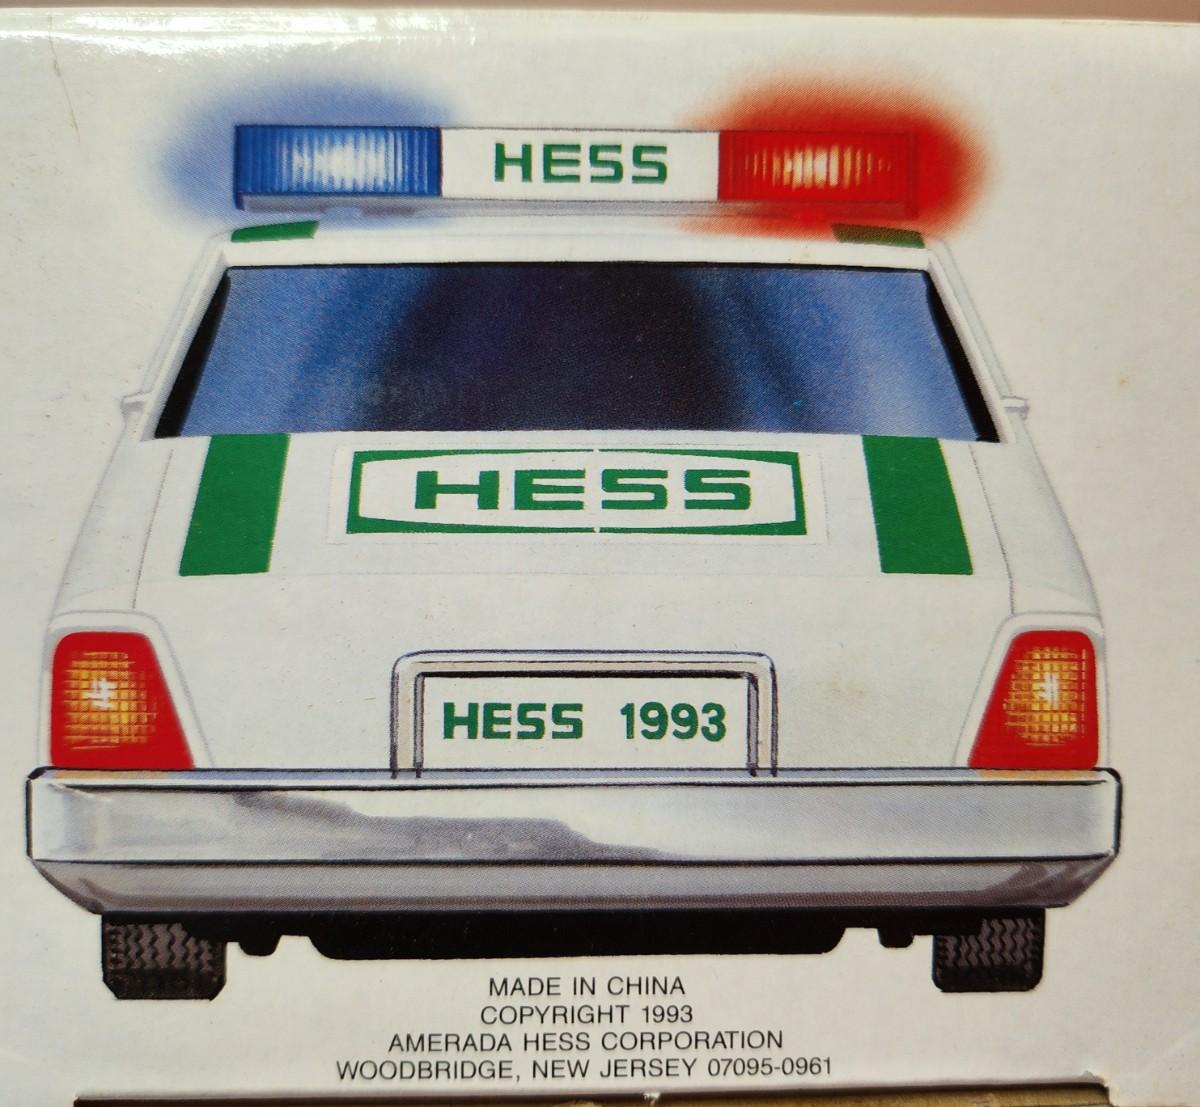 HESS
HESS
HESS 1993
MADE IN CHINA
COPYRIGHT 1993
AMERADA HESS CORPORATION
WOODBRIDGE, NEW JERSEY 07095-0961